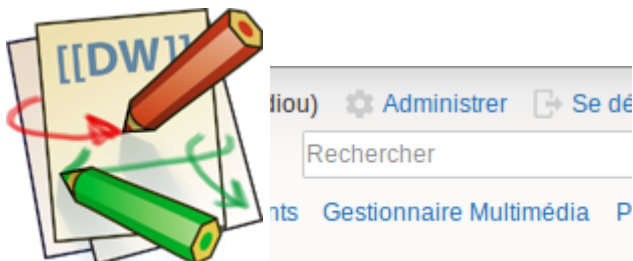 [[DW]]
diou) Administrer Se dé
Rechercher
nts Gestionnaire Multimédia P